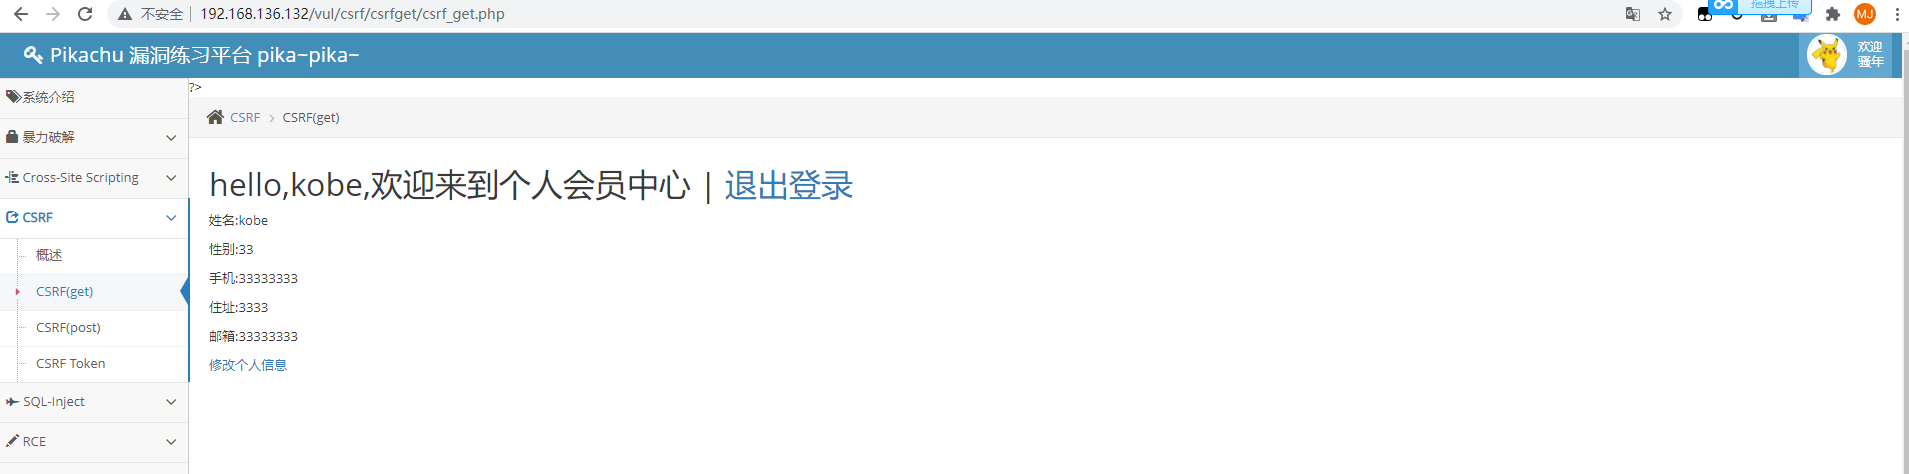 不安全 | 192.168.136.132/vul/csrf/csrfget/csrf_get.php
拖拽上传
MJ
Pikachu 漏洞练习平台 pika~pika~
欢迎
骚年
系统介绍
?>
CSRF > CSRF(get)
暴力破解
Cross-Site Scripting
CSRF
概述
CSRF(get)
CSRF(post)
CSRF Token
SQL-Inject
RCE
hello,kobe,欢迎来到个人会员中心 | 退出登录
姓名:kobe
性别:33
手机:33333333
住址:3333
邮箱:33333333
修改个人信息